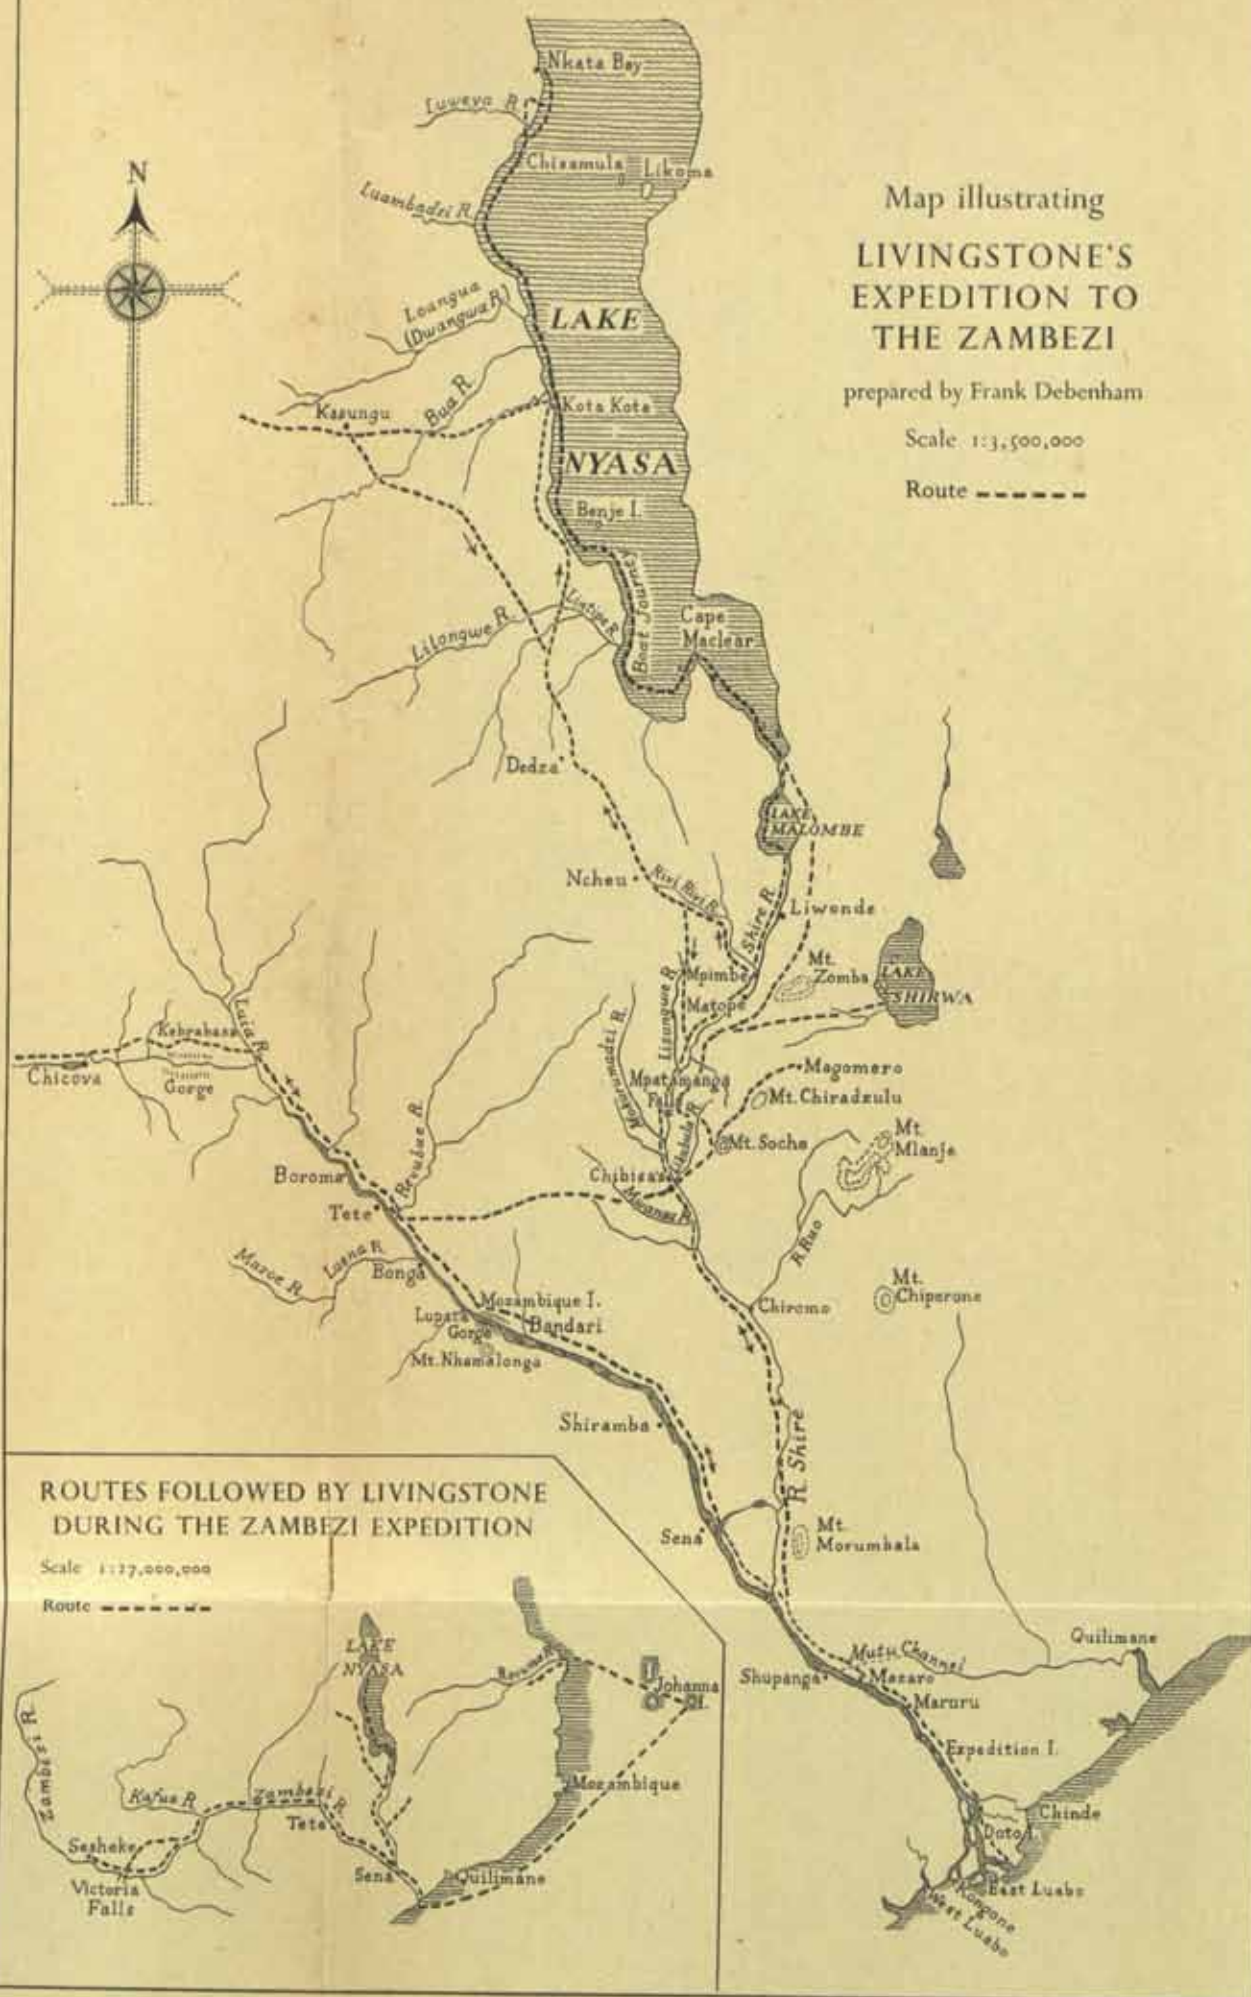 Nkata Bay
Luweya R.
Chisamula
Likoma
N
Luambadzi R.
Map illustrating
LIVINGSTONE'S
EXPEDITION TO
THE ZAMBEZI
prepared by Frank Debenham
Scale 1:3,500,000
Route
Loangua
(Dwangwa R.)
LAKE
Bua R.
Kasungu
Kota Kota
NYASA
Benje I.
Boat Journey
Lilongwe R.
Lintipe R.
Cape
Maclear
Dedza
LAKE
MALOMBE
Ncheu
Rivi Rivi R.
Shire R.
Liwonde
Mt.
Zomba
LAKE
SHIRWA
Mpimbe
Matope
Lisungwe R.
Luia R.
Kebrabasa
Gorge
Chicova
Mpatamanga
Falls
Magomero
Mt. Chiradzulu
Mt. Soche
Mt.
Mlanje
Chibisa's
Mwanza R.
Revubue R.
Boroma
Tete
R. Ruo
Mazoe R.
Luena R.
Bonga
Mozambique I.
Bandari
Lupata
Gorge
Mt. Nhamalonga
Chiromo
Mt.
Chiperone
Shiramba
R. Shire
Sena
Mt.
Morumbala
Quilimane
Mutu Channel
Shupanga
Mazaro
Maruru
Expedition I.
Chinde
Doto I.
East Luabo
Kongone
West Luabo
ROUTES FOLLOWED BY LIVINGSTONE
DURING THE ZAMBEZI EXPEDITION
Scale 1:27,000,000
Route
LAKE
NYASA
Rovuma R.
Johanna
I.
Zambezi R.
Kafue R.
Zambezi R.
Tete
Mozambique
Sesheke
Victoria
Falls
Sena
Quilimane